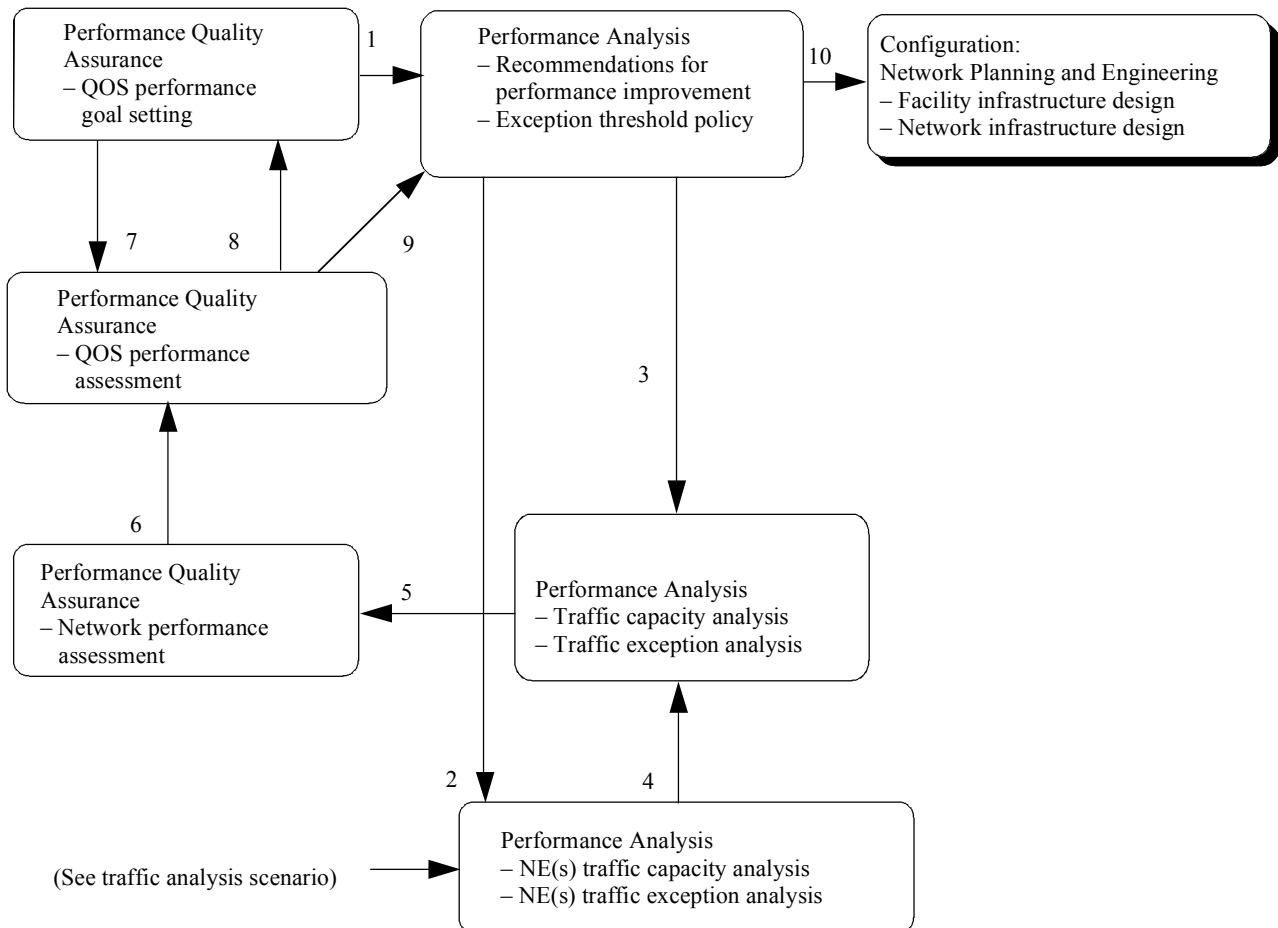 Performance Quality
Assurance
– QOS performance
goal setting
1
Performance Analysis
– Recommendations for
performance improvement
– Exception threshold policy
10
Configuration:
Network Planning and Engineering
– Facility infrastructure design
– Network infrastructure design
7
8
9
Performance Quality
Assurance
– QOS performance
assessment
3
6
Performance Quality
Assurance
– Network performance
assessment
5
Performance Analysis
– Traffic capacity analysis
– Traffic exception analysis
2
4
(See traffic analysis scenario)
Performance Analysis
– NE(s) traffic capacity analysis
– NE(s) traffic exception analysis